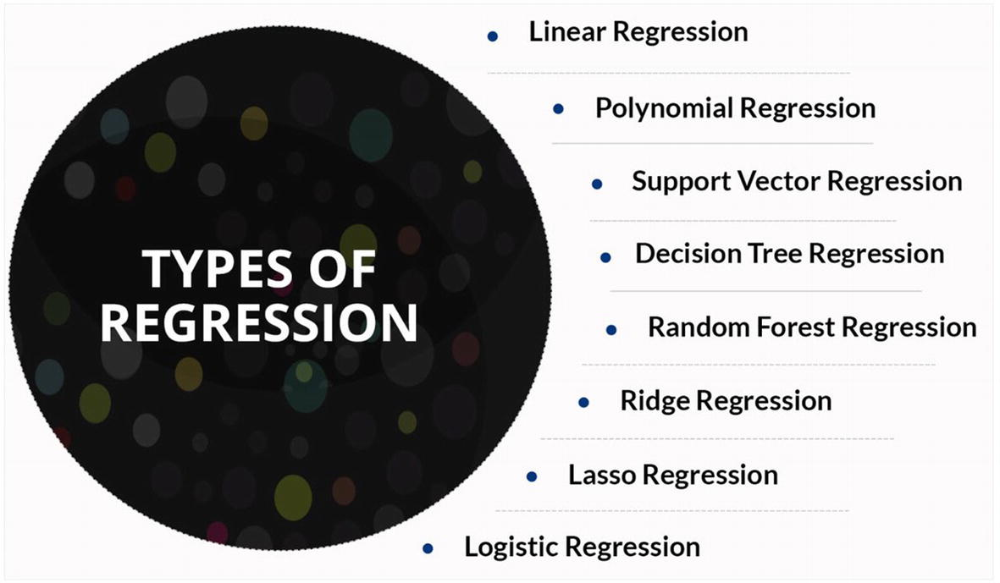 TYPES OF
REGRESSION
Linear Regression
Polynomial Regression
Support Vector Regression
Decision Tree Regression
Random Forest Regression
Ridge Regression
Lasso Regression
Logistic Regression